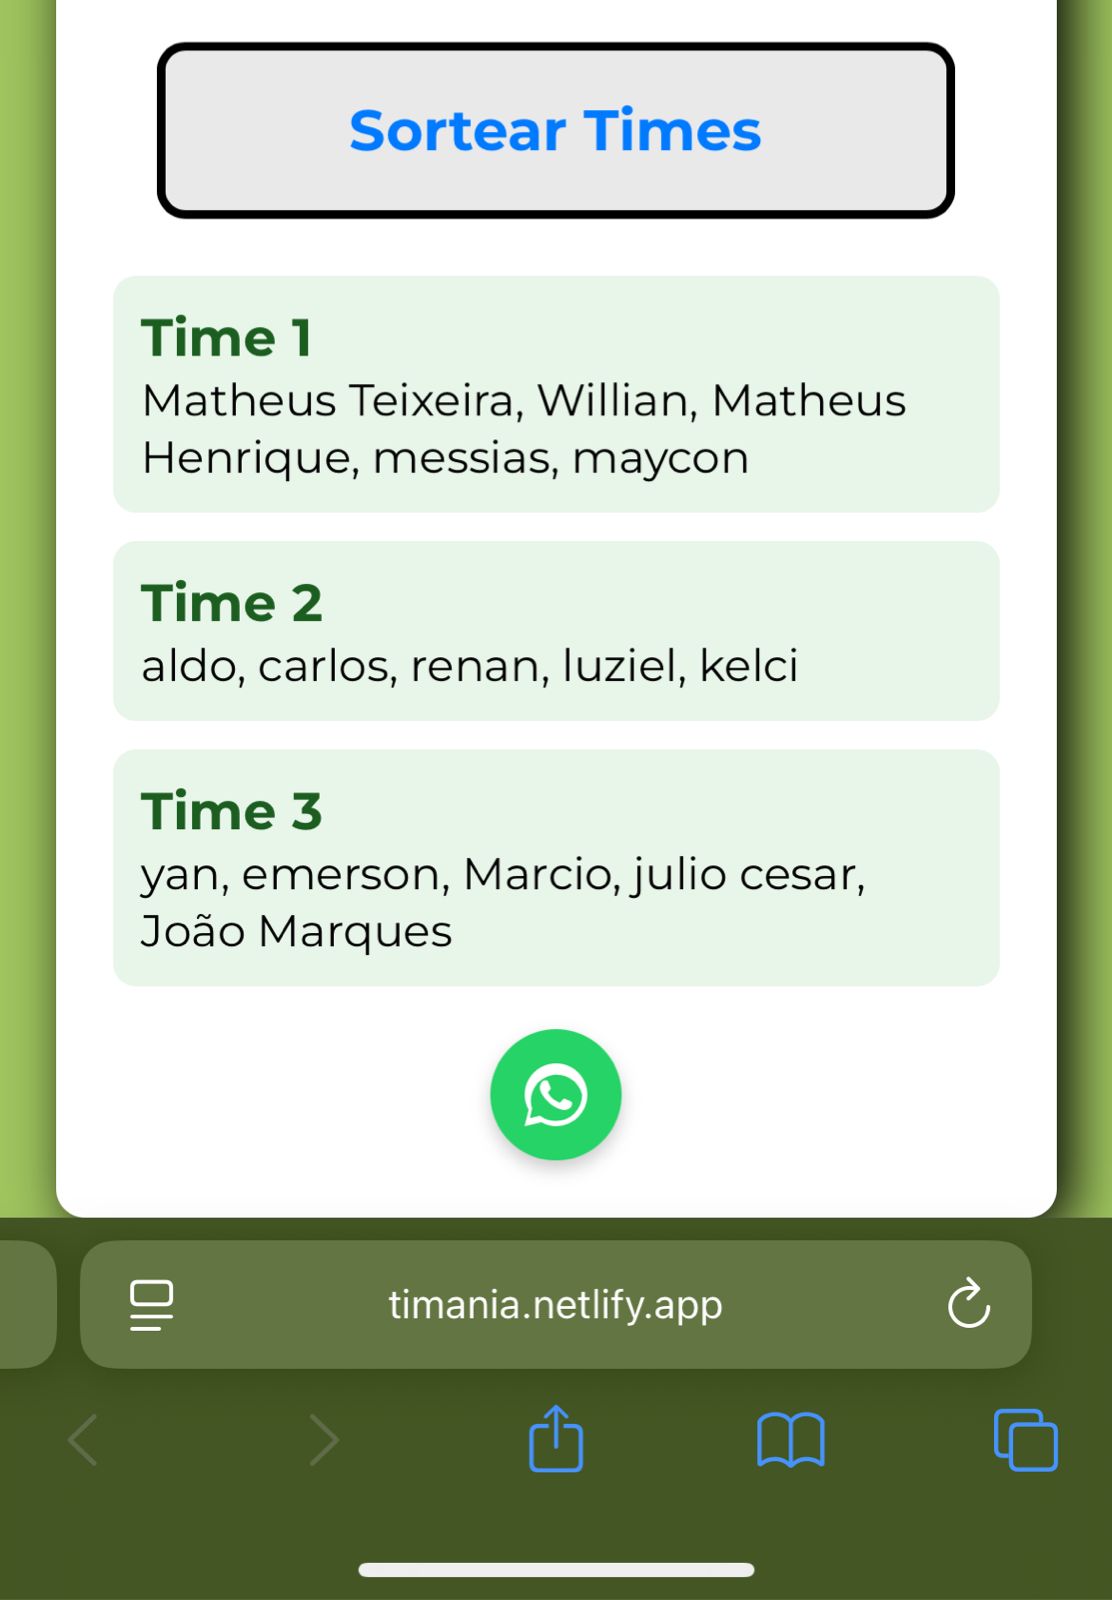 Sortear Times
Time 1
Matheus Teixeira, Willian, Matheus
Henrique, messias, maycon
Time 2
aldo, carlos, renan, luziel, kelci
Time 3
yan, emerson, Marcio, julio cesar,
João Marques
timania.netlify.app